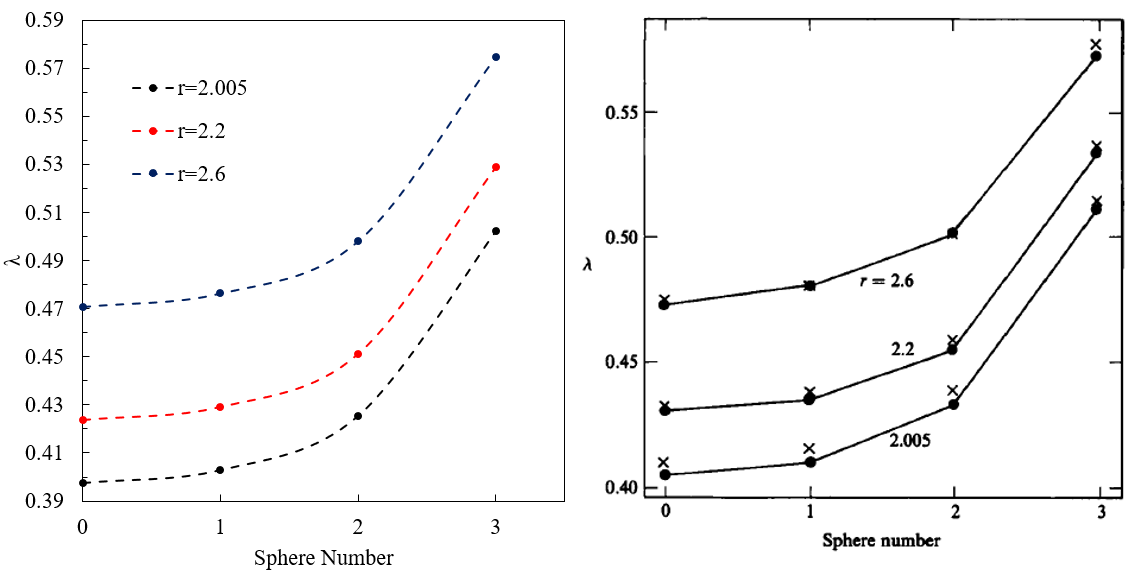 0.59
0.57
0.55
0.53
0.51
0.49
0.47
0.45
0.43
0.41
0.39
λ
r=2.005
r=2.2
r=2.6
0 1 2 3
Sphere Number
0.55
0.50
0.45
0.40
λ
r = 2.6
2.2
2.005
0 1 2 3
Sphere number